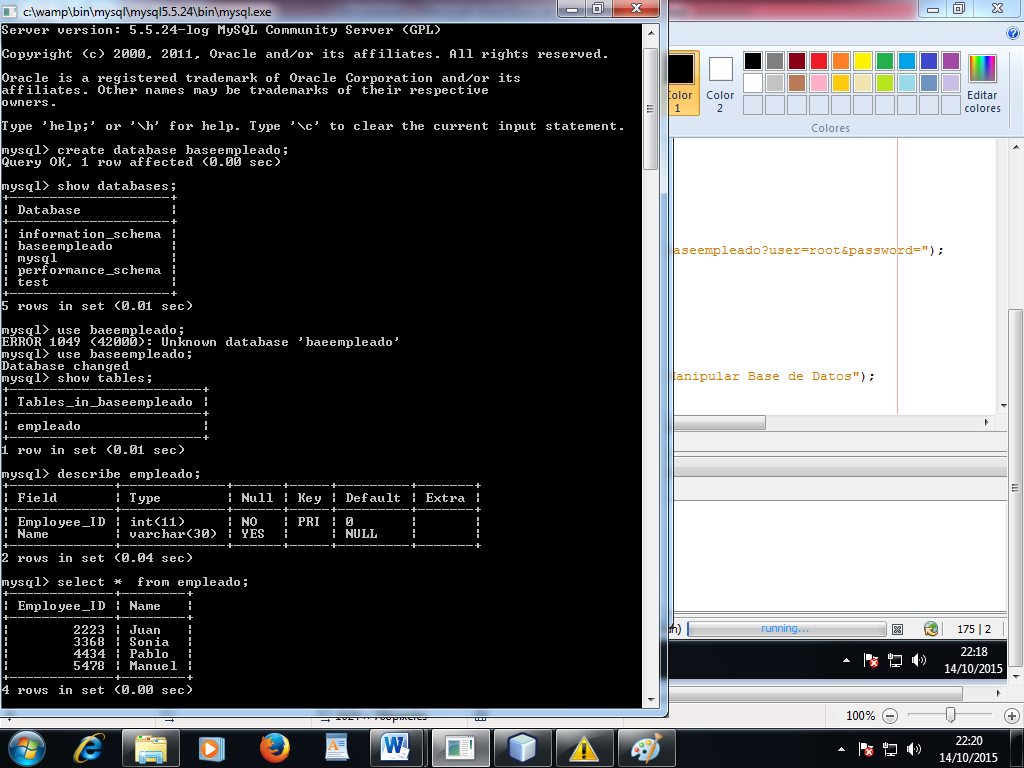 c:\wamp\bin\mysql\mysql5.5.24\bin\mysql.exe
Server version: 5.5.24-log MySQL Community Server (GPL)
Copyright (c) 2000, 2011, Oracle and/or its affiliates. All rights reserved.
Oracle is a registered trademark of Oracle Corporation and/or its
affiliates. Other names may be trademarks of their respective
owners.
Type 'help;' or '\h' for help. Type '\c' to clear the current input statement.
mysql> create database baseempleado;
Query OK, 1 row affected (0.00 sec)
mysql> show databases;
+--------------------+
| Database           |
+--------------------+
| information_schema |
| baseempleado       |
| mysql              |
| performance_schema |
| test               |
+--------------------+
5 rows in set (0.01 sec)
mysql> use baeempleado;
ERROR 1049 (42000): Unknown database 'baeempleado'
mysql> use baseempleado;
Database changed
mysql> show tables;
+------------------------+
| Tables_in_baseempleado |
+------------------------+
| empleado               |
+------------------------+
1 row in set (0.01 sec)
mysql> describe empleado;
+-------------+-------------+------+-----+---------+-------+
| Field       | Type        | Null | Key | Default | Extra |
+-------------+-------------+------+-----+---------+-------+
| Employee_ID | int(11)     | NO   | PRI | 0       |       |
| Name        | varchar(30) | YES  |     | NULL    |       |
+-------------+-------------+------+-----+---------+-------+
2 rows in set (0.04 sec)
mysql> select *  from empleado;
+-------------+--------+
| Employee_ID | Name   |
+-------------+--------+
|        2223 | Juan   |
|        3368 | Sonia  |
|        4434 | Pablo  |
|        5478 | Manuel |
+-------------+--------+
4 rows in set (0.00 sec)
Color
1
Color
2
Editar
colores
Colores
aseempleado?user=root&password=");
Manipular Base de Datos");
running...
175 | 2
22:18
14/10/2015
100%
22:20
14/10/2015